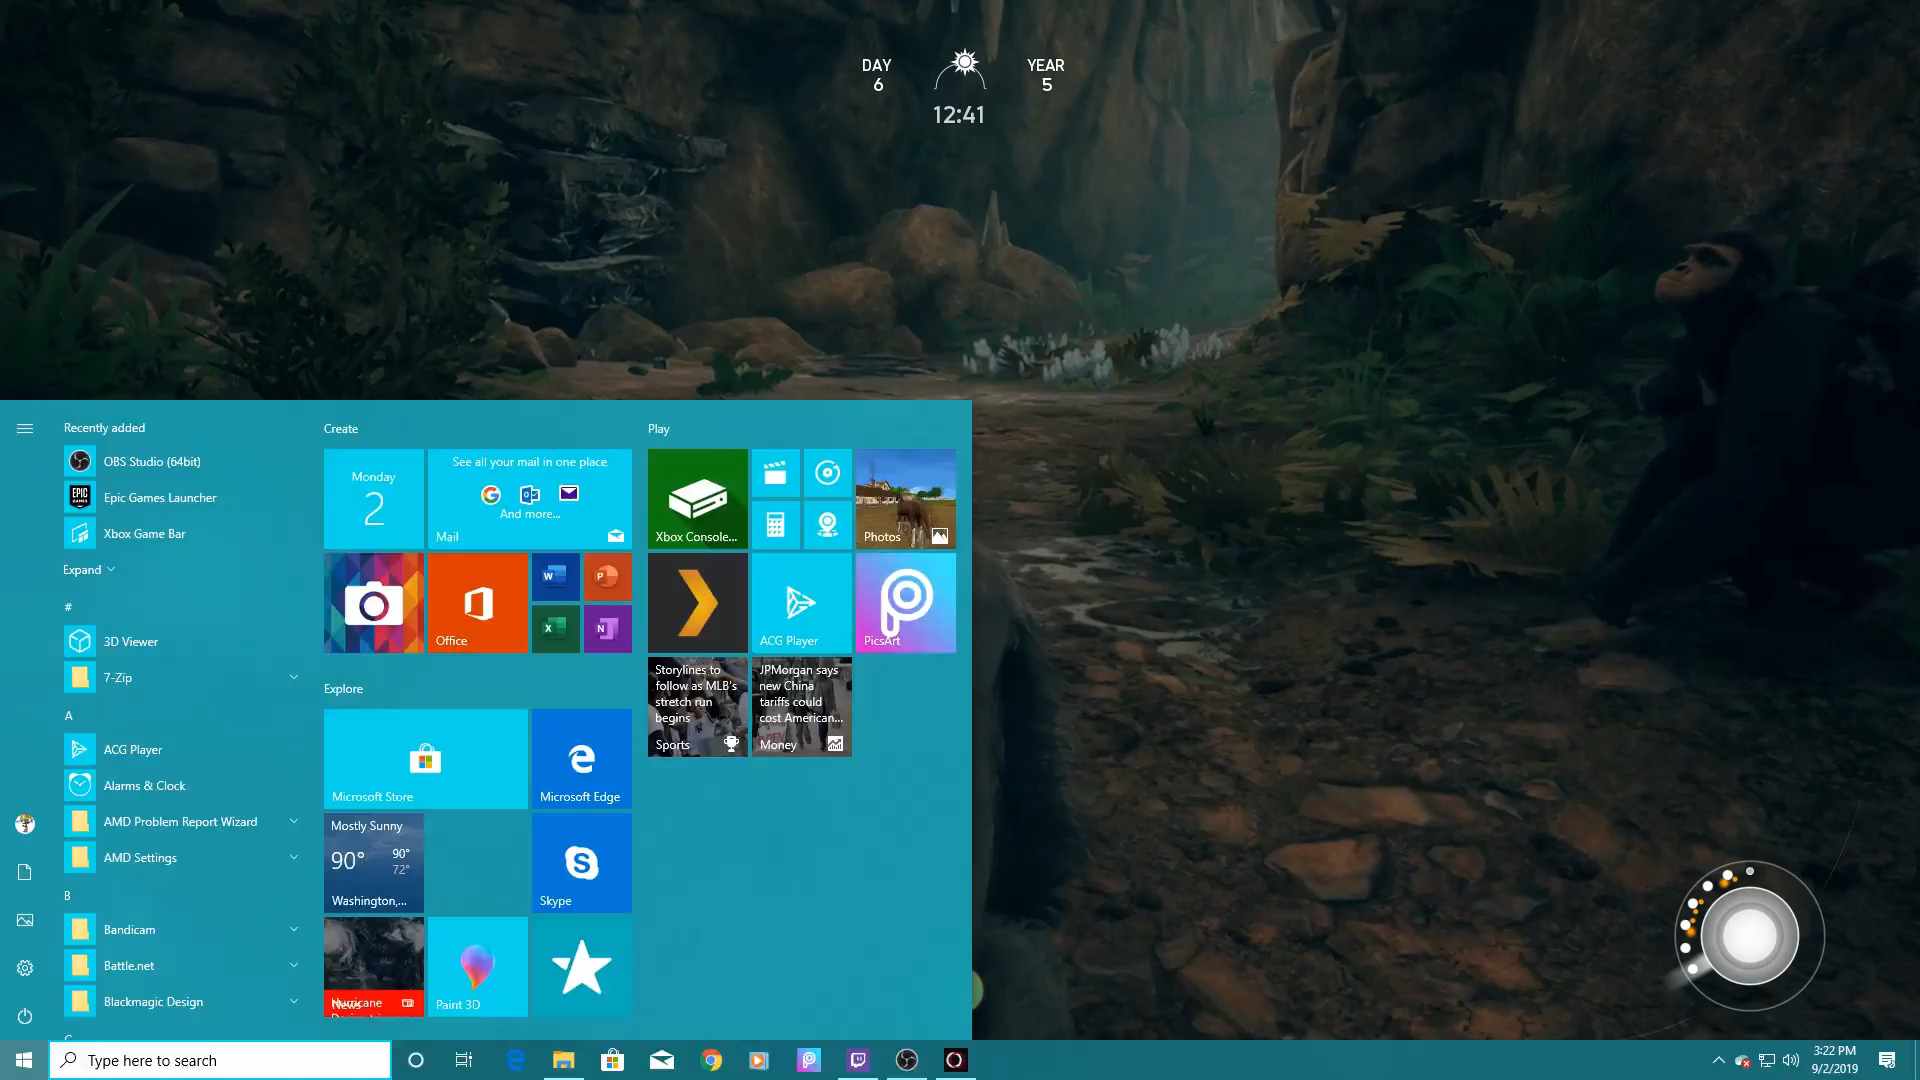 DAY
6
12:41
YEAR
5
Recently added
OBS Studio (64bit)
Epic Games Launcher
Xbox Game Bar
Expand
#
3D Viewer
7-Zip
A
ACG Player
Alarms & Clock
AMD Problem Report Wizard
AMD Settings
B
Bandicam
Battle.net
Blackmagic Design
Create
Monday
2
See all your mail in one place
And more...
Mail
Office
Explore
Microsoft Store
Microsoft Edge
Mostly Sunny
90°
90°
72°
Washington,...
Skype
Hurricane
News
Paint 3D
Play
Xbox Console...
Photos
ACG Player
PicsArt
Storylines to
follow as MLB's
stretch run
begins
Sports
JPMorgan says
new China
tariffs could
cost American...
Money
Type here to search
3:22 PM
9/2/2019